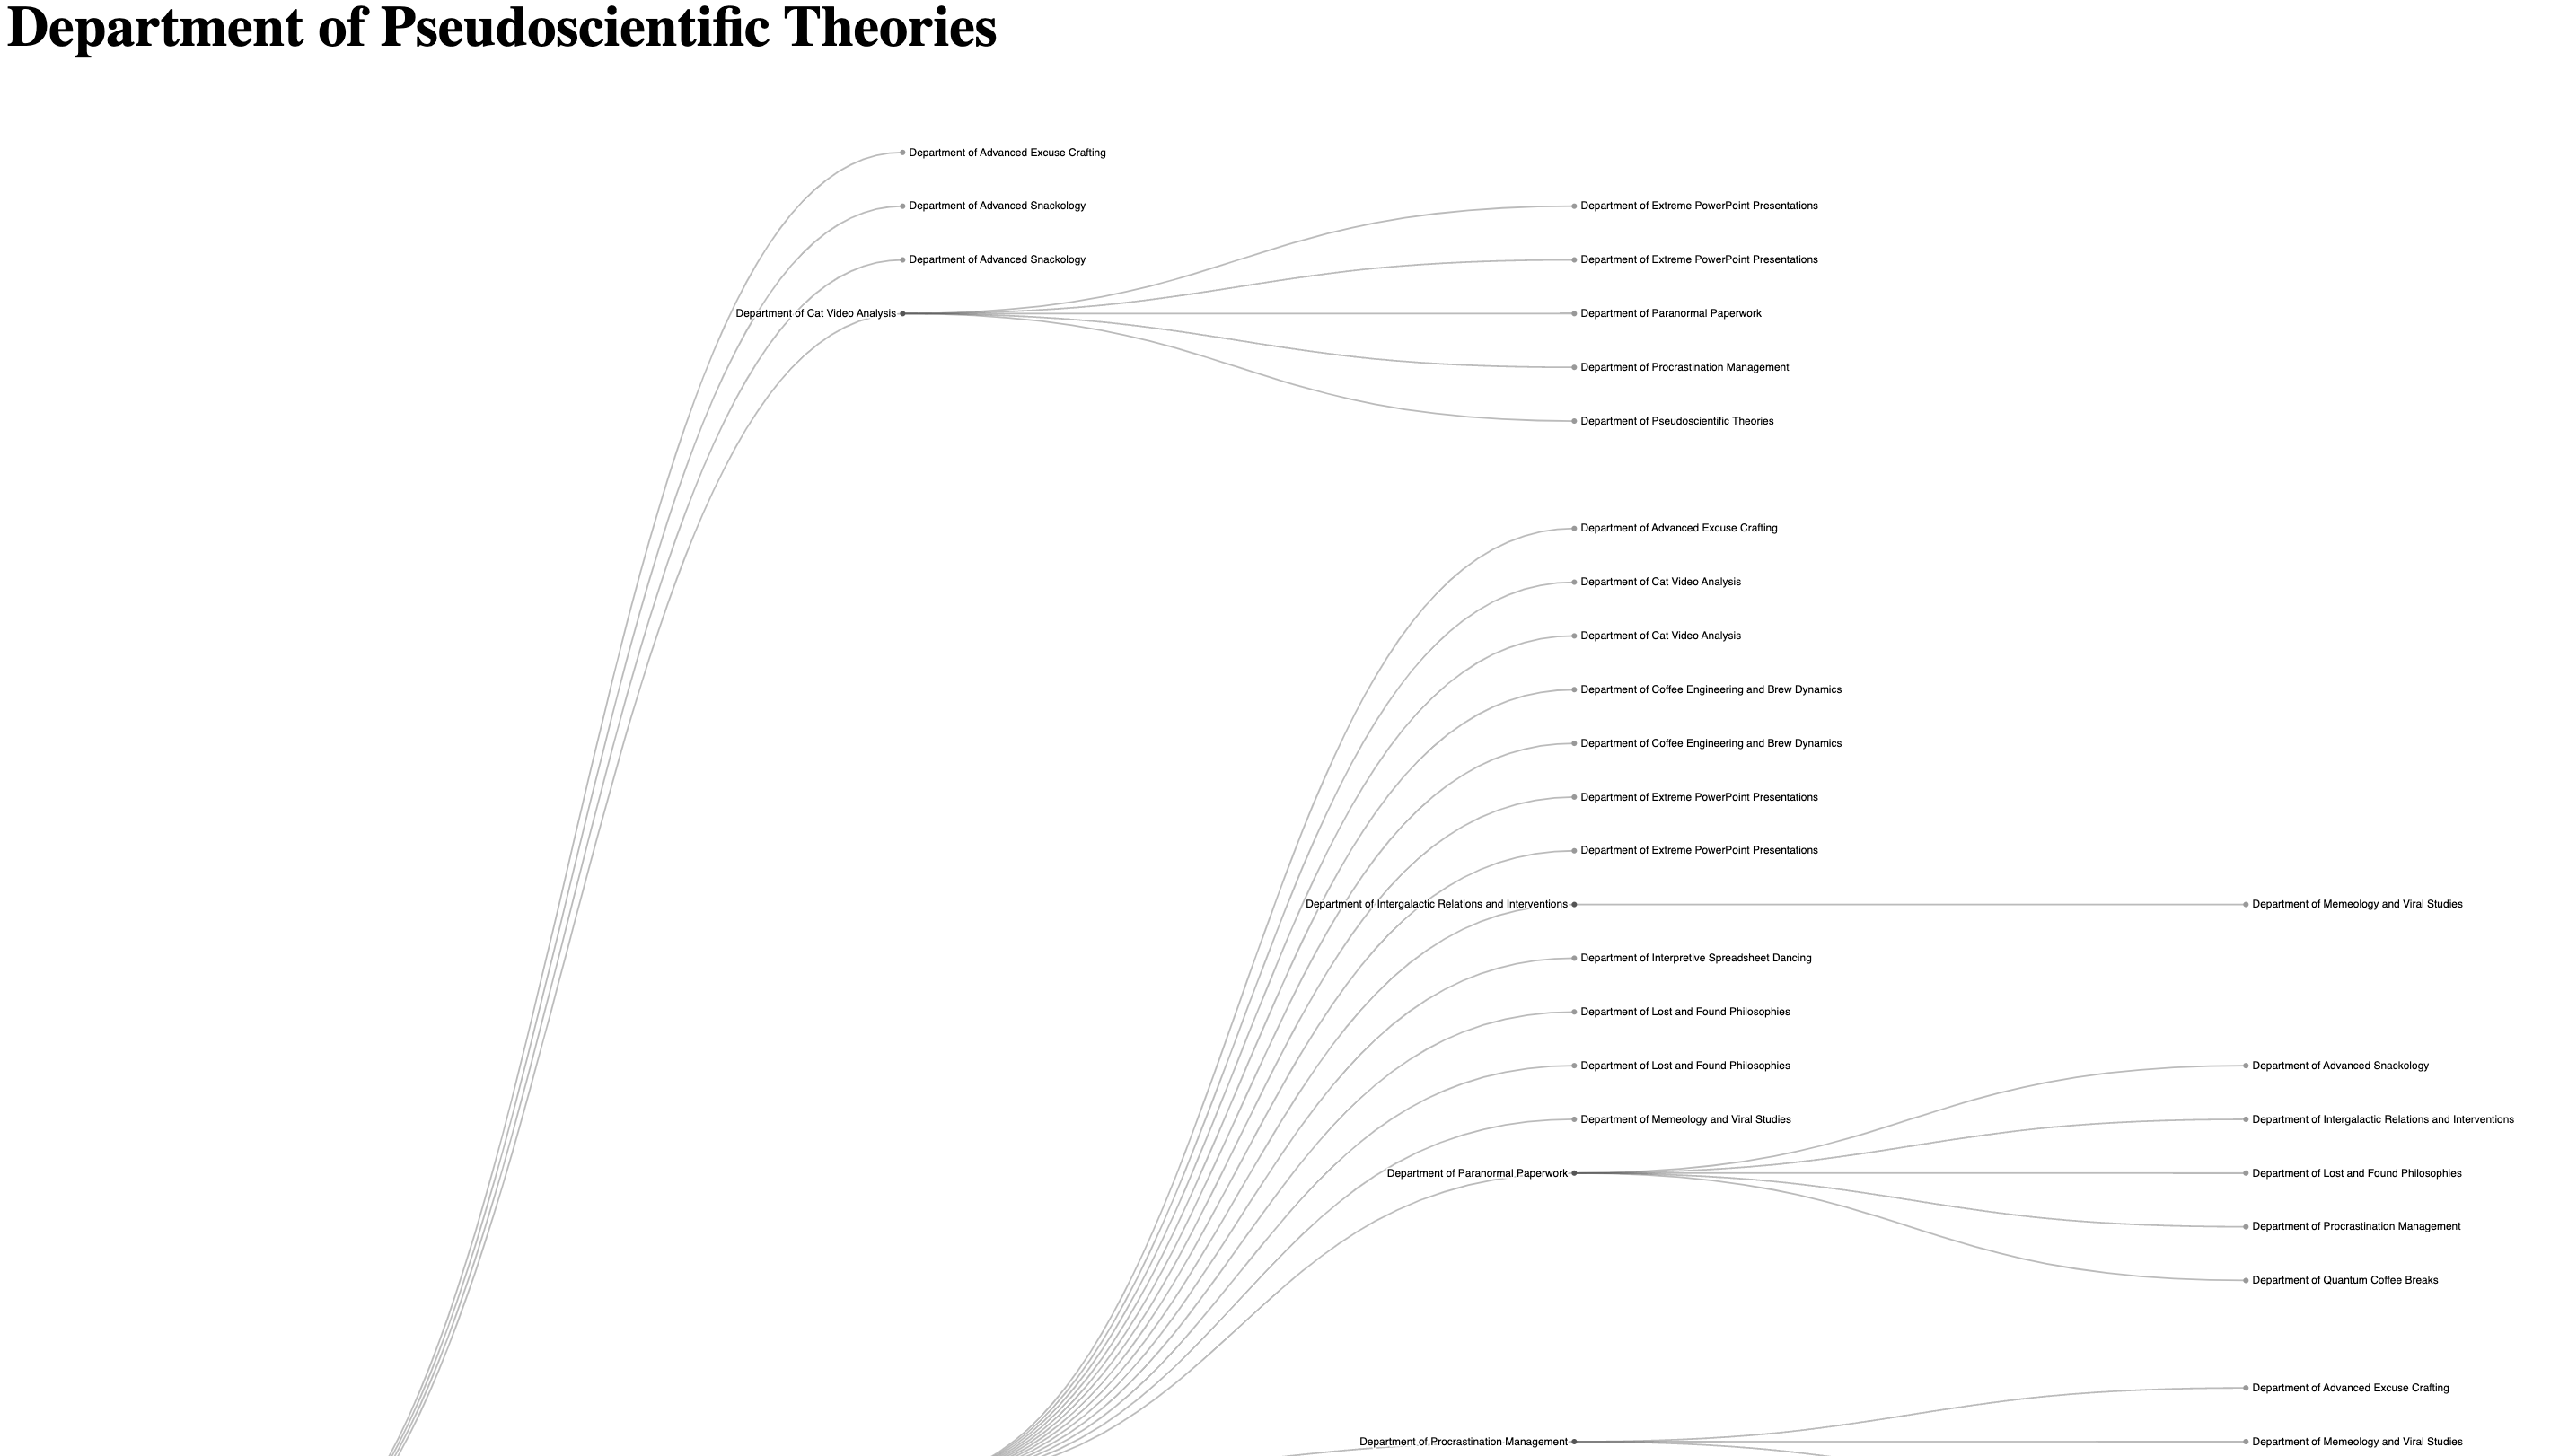 Department of Pseudoscientific Theories
Department of Advanced Excuse Crafting
Department of Advanced Snackology
Department of Extreme PowerPoint Presentations
Department of Advanced Snackology
Department of Extreme PowerPoint Presentations
Department of Cat Video Analysis
Department of Paranormal Paperwork
Department of Procrastination Management
Department of Pseudoscientific Theories
Department of Advanced Excuse Crafting
Department of Cat Video Analysis
Department of Cat Video Analysis
Department of Coffee Engineering and Brew Dynamics
Department of Coffee Engineering and Brew Dynamics
Department of Extreme PowerPoint Presentations
Department of Extreme PowerPoint Presentations
Department of Intergalactic Relations and Interventions
Department of Memeology and Viral Studies
Department of Interpretive Spreadsheet Dancing
Department of Lost and Found Philosophies
Department of Lost and Found Philosophies
Department of Advanced Snackology
Department of Memeology and Viral Studies
Department of Intergalactic Relations and Interventions
Department of Paranormal Paperwork
Department of Lost and Found Philosophies
Department of Procrastination Management
Department of Quantum Coffee Breaks
Department of Advanced Excuse Crafting
Department of Procrastination Management
Department of Memeology and Viral Studies